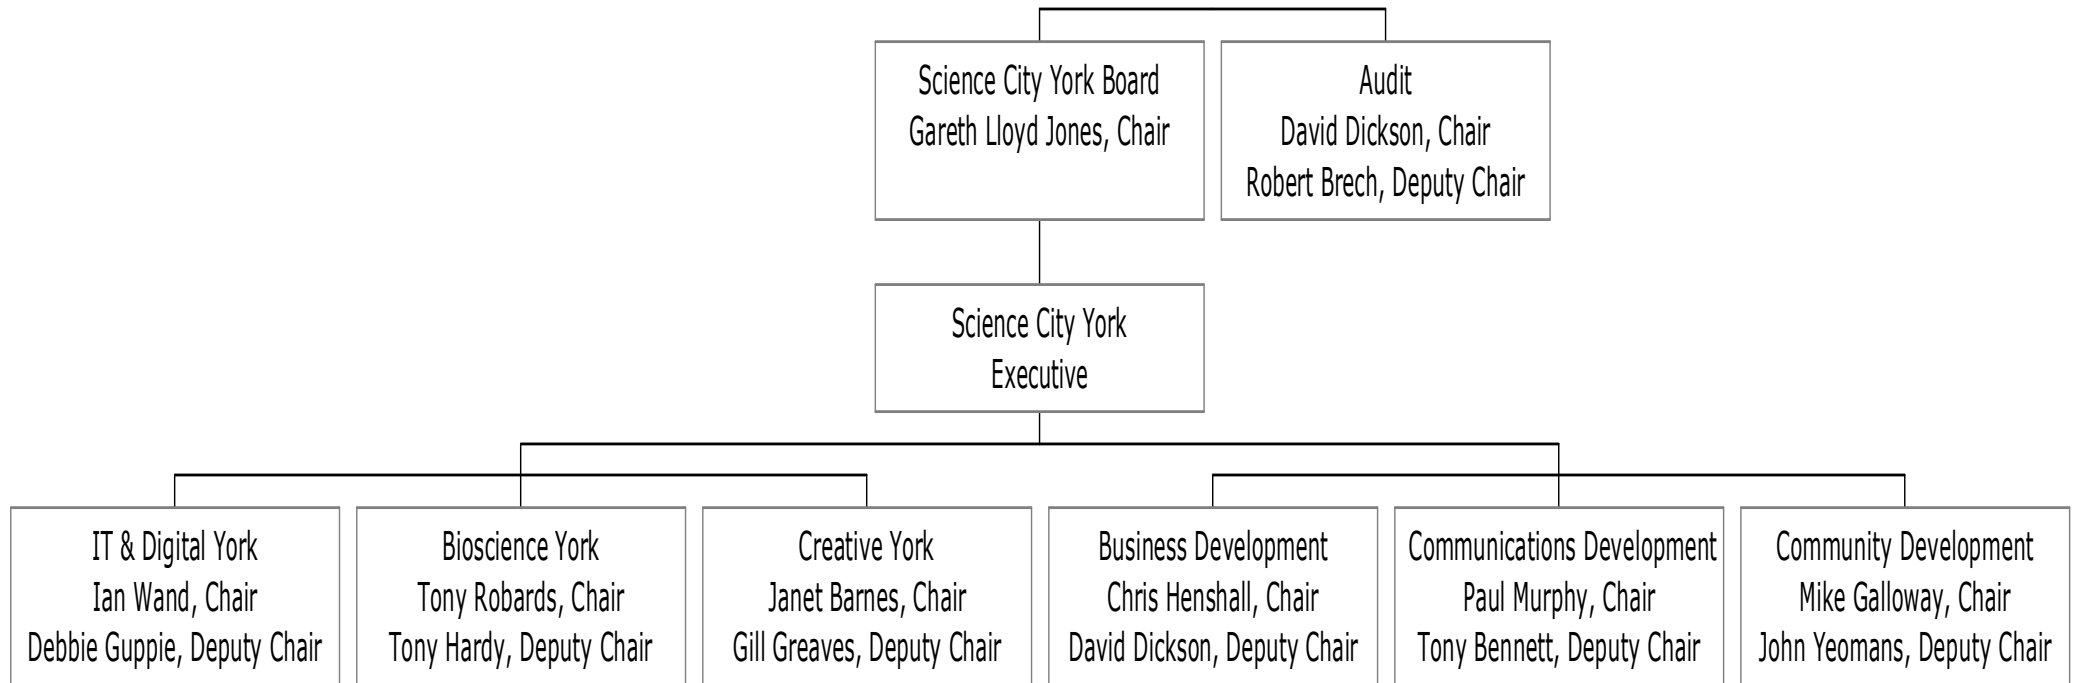 Science City York Board
Gareth Lloyd Jones, Chair
Audit
David Dickson, Chair
Robert Brech, Deputy Chair
Science City York
Executive
IT & Digital York
Ian Wand, Chair
Debbie Guppie, Deputy Chair
Bioscience York
Tony Robards, Chair
Tony Hardy, Deputy Chair
Creative York
Janet Barnes, Chair
Gill Greaves, Deputy Chair
Business Development
Chris Henshall, Chair
David Dickson, Deputy Chair
Communications Development
Paul Murphy, Chair
Tony Bennett, Deputy Chair
Community Development
Mike Galloway, Chair
John Yeomans, Deputy Chair